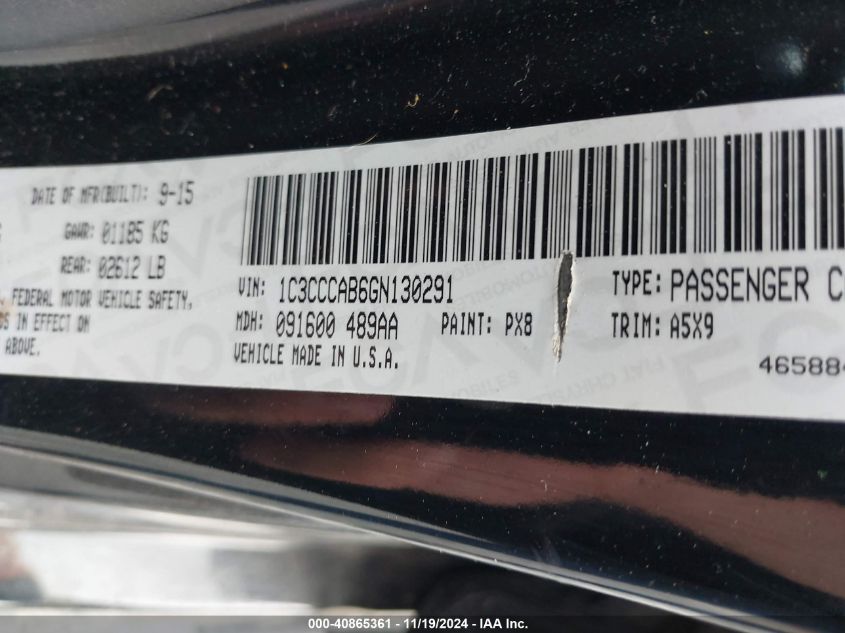 DATE OF MFR(BUILT): 9-15
GAWR: 01185 KG
REAR: 02612 LB
FEDERAL MOTOR VEHICLE SAFETY,
IN EFFECT ON
ABOVE.
VIN: 1C3CCCAB6GN130291
MDH: 091600 489AA PAINT: PX8
VEHICLE MADE IN U.S.A.
TYPE: PASSENGER C
TRIM: A5X9
46588
000-40865361 - 11/19/2024 - IAA Inc.